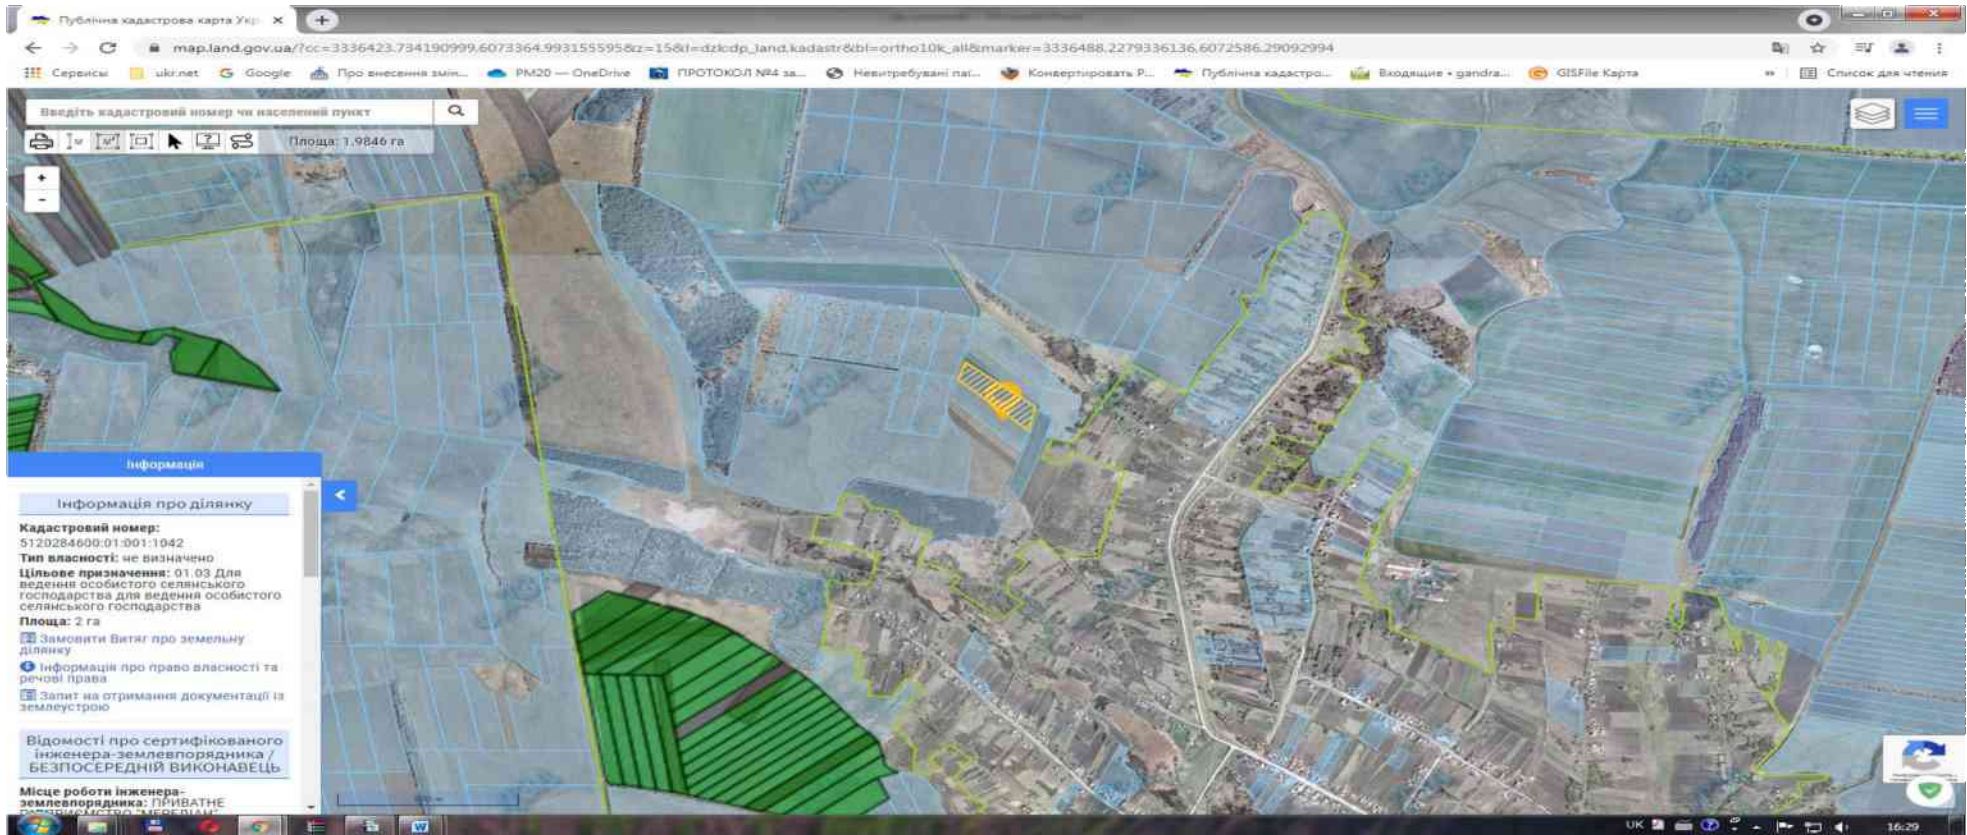 Публічна кадастрова карта Укр
map.land.gov.ua/?cc=3336423.734190999,6073364.993155595&z=15&l=dzkcdp_land,kadastr&bl=ortho10k_all&marker=3336488.2279336136,6072586.29092994
Сервисы ukr.net Google Про внесення змін... PM20 — OneDrive ПРОТОКОЛ №4 за... Невитребувані паї... Конвертировать P... Публічна кадастро... Входящие • gandra... GISFile Карта » Список для чтения
Введіть кадастровий номер чи населений пункт
Площа: 1.9846 га
+
-
Інформація
Інформація про ділянку
Кадастровий номер:
5120284600:01:001:1042
Тип власності: не визначено
Цільове призначення: 01.03 Для
ведення особистого селянського
господарства для ведення особистого
селянського господарства
Площа: 2 га
Замовити Витяг про земельну
ділянку
Інформація про право власності та
речові права
Запит на отримання документації із
землеустрою
Відомості про сертифікованого
інженера-землевпорядника /
БЕЗПОСЕРЕДНІЙ ВИКОНАВЕЦЬ
Місце роботи інженера-
землевпорядника: ПРИВАТНЕ
UK 16:29